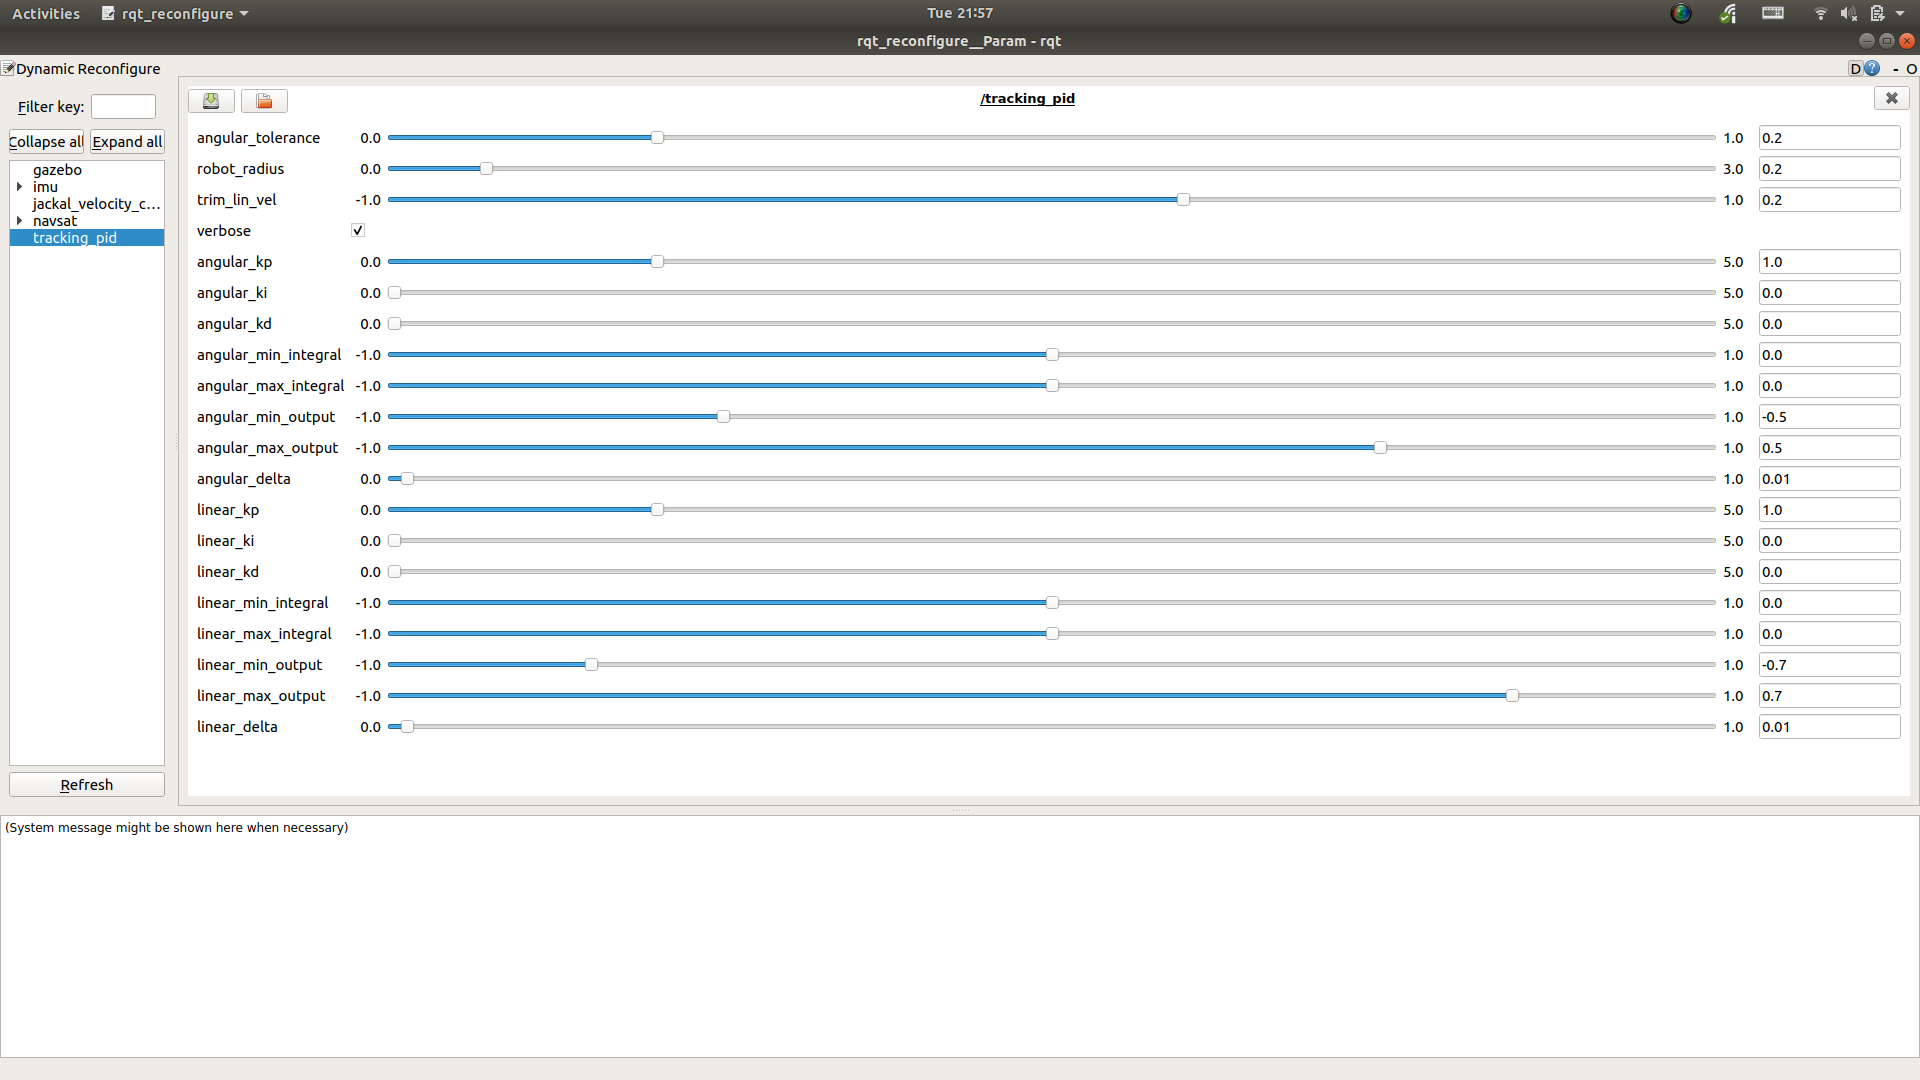 Activities rqt_reconfigure Tue 21:57
rqt_reconfigure__Param - rqt
Dynamic Reconfigure D ? - O
Filter key:
Collapse all Expand all
gazebo
imu
jackal_velocity_c...
navsat
tracking_pid
Refresh
/tracking_pid
angular_tolerance 0.0 1.0 0.2
robot_radius 0.0 3.0 0.2
trim_lin_vel -1.0 1.0 0.2
verbose
angular_kp 0.0 5.0 1.0
angular_ki 0.0 5.0 0.0
angular_kd 0.0 5.0 0.0
angular_min_integral -1.0 1.0 0.0
angular_max_integral -1.0 1.0 0.0
angular_min_output -1.0 1.0 -0.5
angular_max_output -1.0 1.0 0.5
angular_delta 0.0 1.0 0.01
linear_kp 0.0 5.0 1.0
linear_ki 0.0 5.0 0.0
linear_kd 0.0 5.0 0.0
linear_min_integral -1.0 1.0 0.0
linear_max_integral -1.0 1.0 0.0
linear_min_output -1.0 1.0 -0.7
linear_max_output -1.0 1.0 0.7
linear_delta 0.0 1.0 0.01
(System message might be shown here when necessary)